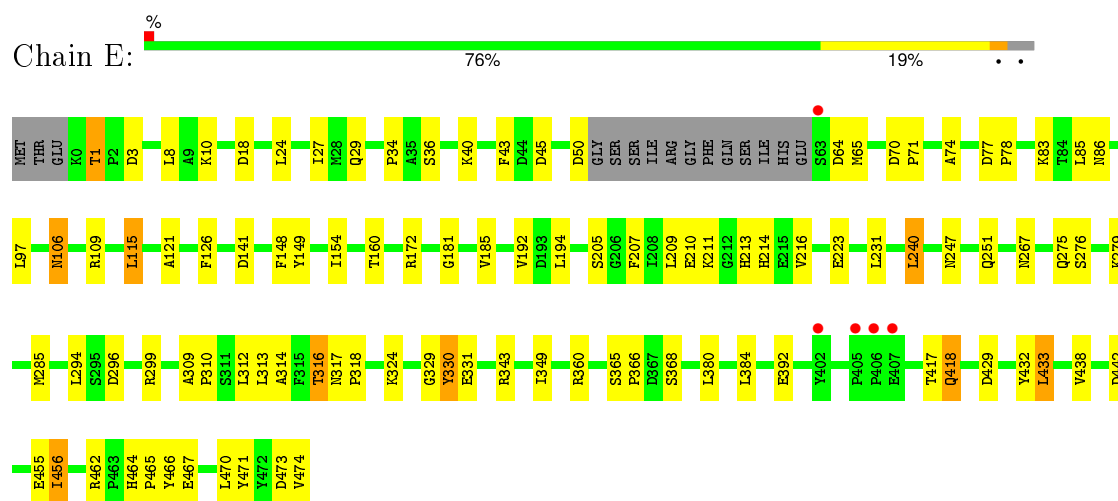 %
Chain E:
76% 19% • •
MET THR GLU K0 T1 P2 D3 L8 A9 K10 D18 L24 I27 M28 Q29 P34 A35 S36 K40 F43 D44 D45 D50 GLY SER SER ILE ARG GLY PHE GLN SER ILE HIS GLU S63 D64 M65 D70 P71 A74 D77 P78 K83 T84 L85 N86
L97 N106 R109 L115 A121 F126 D141 F148 Y149 I154 T160 R172 G181 V185 V192 D193 L194 S205 G206 F207 I208 L209 E210 K211 G212 H213 H214 E215 V216 E223 L231 L240 N247 Q251 N267 Q275 S276
M285 L294 S295 D296 R299 A309 P310 S311 L312 L313 A314 F315 T316 N317 P318 K324 G329 Y330 E331 R343 I349 R360 S365 P366 D367 S368 L380 L384 E392 Y402 P405 P406 E407 T417 Q418 D429 Y432 L433 V438
E455 I456 R462 P463 H464 P465 Y466 E467 L470 Y471 Y472 D473 V474